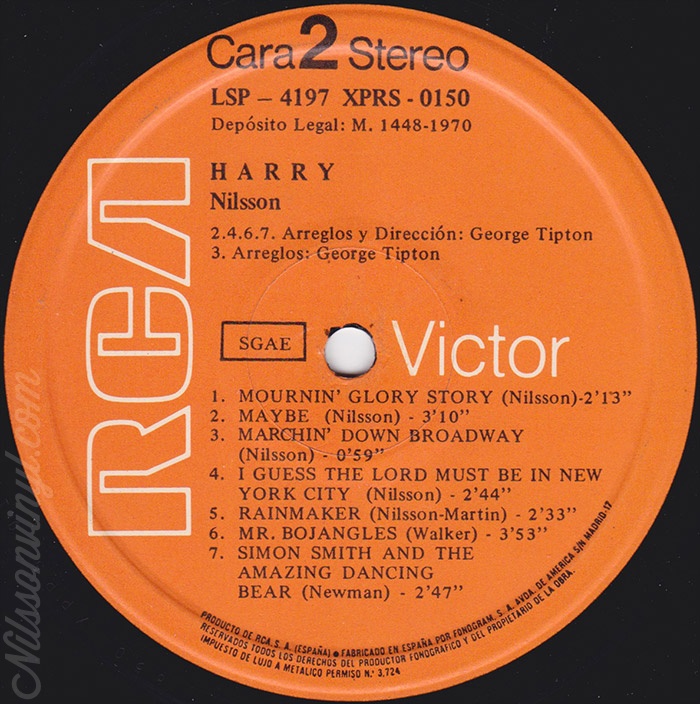 Cara 2 Stereo
LSP – 4197 XPRS - 0150
Depósito Legal: M. 1448-1970
HARRY
Nilsson
2.4.6.7. Arreglos y Dirección: George Tipton
3. Arreglos: George Tipton
RCA
SGAE
Victor
1. MOURNIN' GLORY STORY (Nilsson)-2'13"
2. MAYBE (Nilsson) - 3'10"
3. MARCHIN' DOWN BROADWAY
(Nilsson) - 0'59"
4. I GUESS THE LORD MUST BE IN NEW
YORK CITY (Nilsson) - 2'44"
5. RAINMAKER (Nilsson-Martin) - 2'33"
6. MR. BOJANGLES (Walker) - 3'53"
7. SIMON SMITH AND THE
AMAZING DANCING
BEAR (Newman) - 2'47"
PRODUCTO DE RCA, S. A. (ESPAÑA) ● FABRICADO EN ESPAÑA POR FONOGRAM, S. A. AVDA. DE AMERICA, S/N MADRID-17
RESERVADOS TODOS LOS DERECHOS DEL PRODUCTOR FONOGRAFICO Y DEL PROPIETARIO DE LA OBRA.
IMPUESTO DE LUJO A METALICO PERMISO N.º 3.724
Nilssonvinyl.com